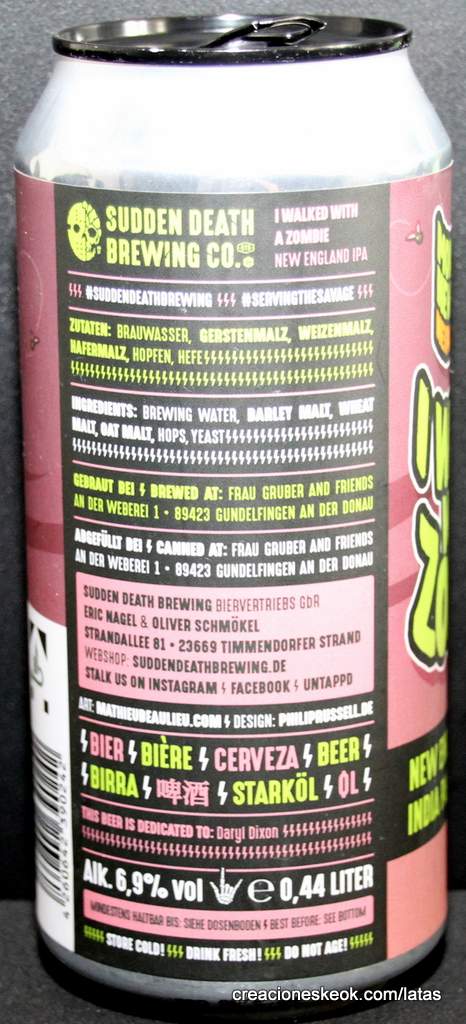 SUDDEN DEATH
BREWING CO.
I WALKED WITH
A ZOMBIE
NEW ENGLAND IPA
#SUDDENDEATHBREWING #SERVINGTHESAVAGE
ZUTATEN: BRAUWASSER, GERSTENMALZ, WEIZENMALZ,
HAFERMALZ, HOPFEN, HEFE
INGREDIENTS: BREWING WATER, BARLEY MALT, WHEAT
MALT, OAT MALT, HOPS, YEAST
GEBRAUT BEI BREWED AT: FRAU GRUBER AND FRIENDS
AN DER WEBEREI 1 • 89423 GUNDELFINGEN AN DER DONAU
ABGEFÜLLT BEI CANNED AT: FRAU GRUBER AND FRIENDS
AN DER WEBEREI 1 • 89423 GUNDELFINGEN AN DER DONAU
SUDDEN DEATH BREWING BIERVERTRIEBS GBR
ERIC NAGEL & OLIVER SCHMÖKEL
STRANDALLEE 81 • 23669 TIMMENDORFER STRAND
WEBSHOP: SUDDENDEATHBREWING.DE
STALK US ON INSTAGRAM FACEBOOK UNTAPPD
ART: MATHIEUBEAULIEU.COM DESIGN: PHILIPRUSSELL.DE
BIER BIÈRE CERVEZA BEER
BIRRA 啤酒 STARKÖL ØL
THIS BEER IS DEDICATED TO: Daryl Dixon
Alk. 6,9% vol ℮ 0,44 LITER
MINDESTENS HALTBAR BIS: SIEHE DOSENBODEN BEST BEFORE: SEE BOTTOM
STORE COLD! DRINK FRESH! DO NOT AGE!
4 260642 390242
NEW
INDIA
creacioneskeok.com/latas